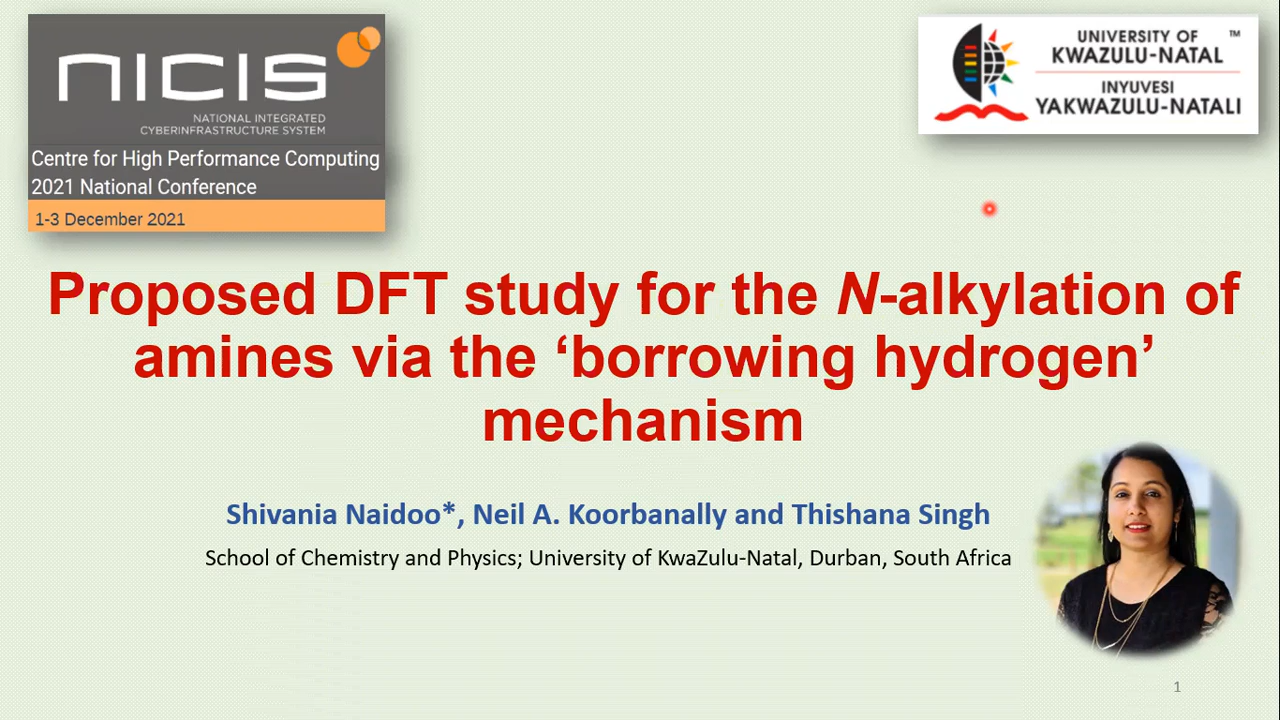 NICIS
NATIONAL INTEGRATED
CYBERINFRASTRUCTURE SYSTEM
Centre for High Performance Computing
2021 National Conference
1-3 December 2021
UNIVERSITY OF ™
KWAZULU-NATAL
INYUVESI
YAKWAZULU-NATALI
Proposed DFT study for the N-alkylation of
amines via the ‘borrowing hydrogen’
mechanism
Shivania Naidoo*, Neil A. Koorbanally and Thishana Singh
School of Chemistry and Physics; University of KwaZulu-Natal, Durban, South Africa
1